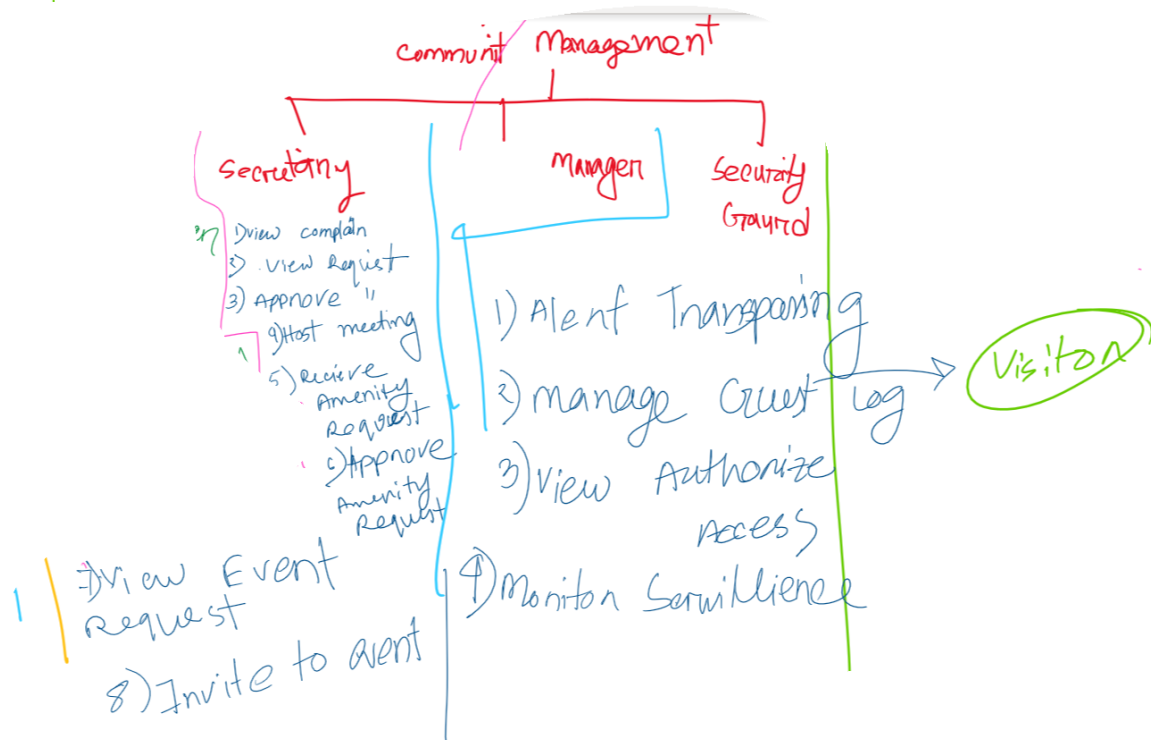 Communit Management
Secretary
Manager
Security
Gaurd
1) View complain
2) View Request
3) Approve "
4) Host meeting
5) Recieve
Amenity
Request
6) Approve
Amenity
Request
7) View Event
Request
8) Invite to event
1) Alert
2) Manage Guest Log
3) View Authorize
Access
4) Monitor Serwillience
Visitor